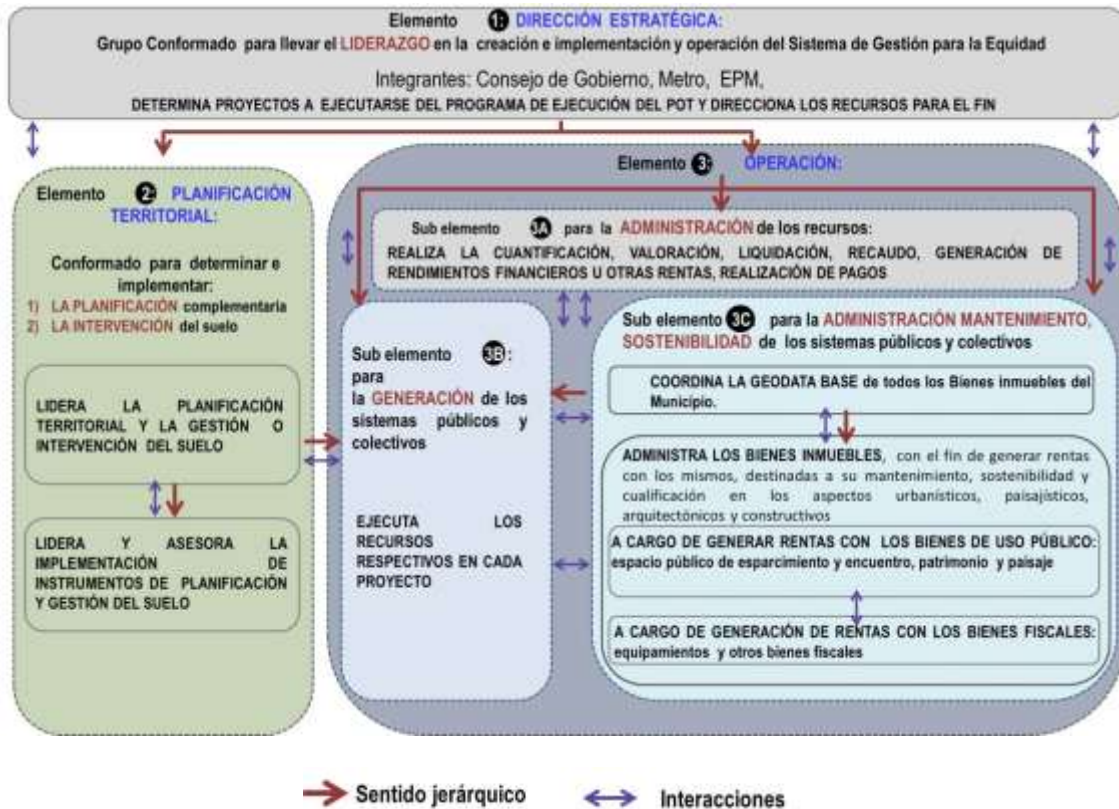 Elemento 1: DIRECCIÓN ESTRATÉGICA:
Grupo Conformado para llevar el LIDERAZGO en la creación e implementación y operación del Sistema de Gestión para la Equidad
Integrantes: Consejo de Gobierno, Metro, EPM,
DETERMINA PROYECTOS A EJECUTARSE DEL PROGRAMA DE EJECUCIÓN DEL POT Y DIRECCIONA LOS RECURSOS PARA EL FIN
Elemento 2: PLANIFICACIÓN
TERRITORIAL:
Conformado para determinar e
implementar:
1) LA PLANIFICACIÓN complementaria
2) LA INTERVENCIÓN del suelo
LIDERA LA PLANIFICACIÓN
TERRITORIAL Y LA GESTIÓN O
INTERVENCIÓN DEL SUELO
LIDERA Y ASESORA LA
IMPLEMENTACIÓN DE
INSTRUMENTOS DE PLANIFICACIÓN
Y GESTIÓN DEL SUELO
Elemento 3: OPERACIÓN:
Sub elemento 3A para la ADMINISTRACIÓN de los recursos:
REALIZA LA CUANTIFICACIÓN, VALORACIÓN, LIQUIDACIÓN, RECAUDO, GENERACIÓN DE
RENDIMIENTOS FINANCIEROS U OTRAS RENTAS, REALIZACIÓN DE PAGOS
Sub elemento 3B:
para
la GENERACIÓN de los
sistemas públicos y
colectivos
EJECUTA LOS
RECURSOS
RESPECTIVOS EN CADA
PROYECTO
Sub elemento 3C para la ADMINISTRACIÓN MANTENIMIENTO,
SOSTENIBILIDAD de los sistemas públicos y colectivos
COORDINA LA GEODATA BASE de todos los Bienes inmuebles del
Municipio.
ADMINISTRA LOS BIENES INMUEBLES, con el fin de generar rentas
con los mismos, destinadas a su mantenimiento, sostenibilidad y
cualificación en los aspectos urbanísticos, paisajísticos,
arquitectónicos y constructivos
A CARGO DE GENERAR RENTAS CON LOS BIENES DE USO PÚBLICO:
espacio público de esparcimiento y encuentro, patrimonio y paisaje
A CARGO DE GENERACIÓN DE RENTAS CON LOS BIENES FISCALES:
equipamientos y otros bienes fiscales
Sentido jerárquico
Interacciones